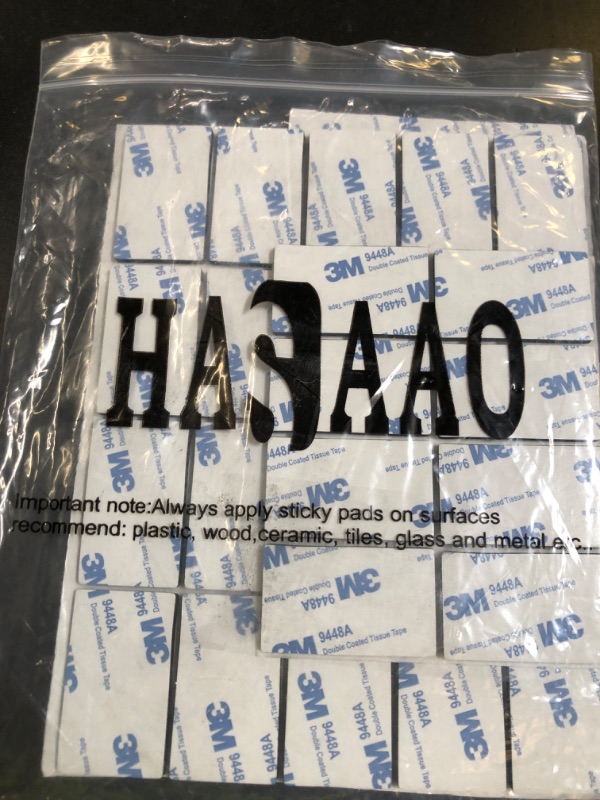 HAGAAO
Important note:Always apply sticky pads on surfaces
recommend: plastic, wood,ceramic, tiles, glass and metal etc...
3M 9448A
Double Coated Tissue Tape